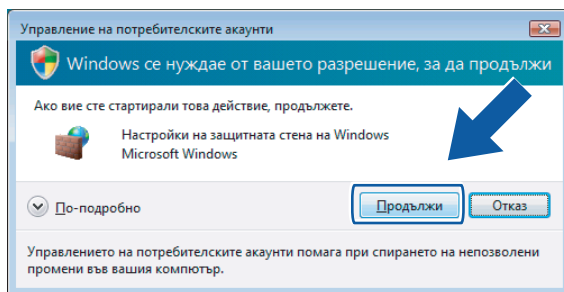 Управление на потребителските акаунти
Windows се нуждае от вашето разрешение, за да продължи
Ако вие сте стартирали това действие, продължете.
Настройки на защитната стена на Windows
Microsoft Windows
По-подробно
Продължи
Отказ
Управлението на потребителските акаунти помага при спирането на непозволени
промени във вашия компютър.